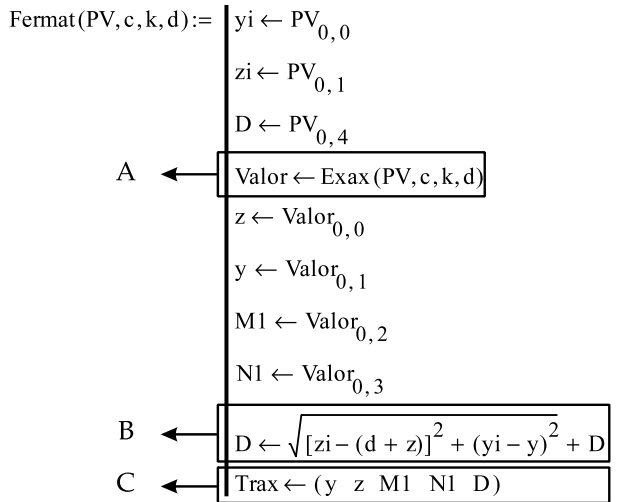 Fermat(PV,c,k,d):= yi ← PV0,0
zi ← PV0,1
D ← PV0,4
A Valor ← Exax(PV,c,k,d)
z ← Valor0,0
y ← Valor0,1
M1 ← Valor0,2
N1 ← Valor0,3
B D ← √[zi−(d+z)]² + (yi−y)² + D
C Trax ← (y z M1 N1 D)